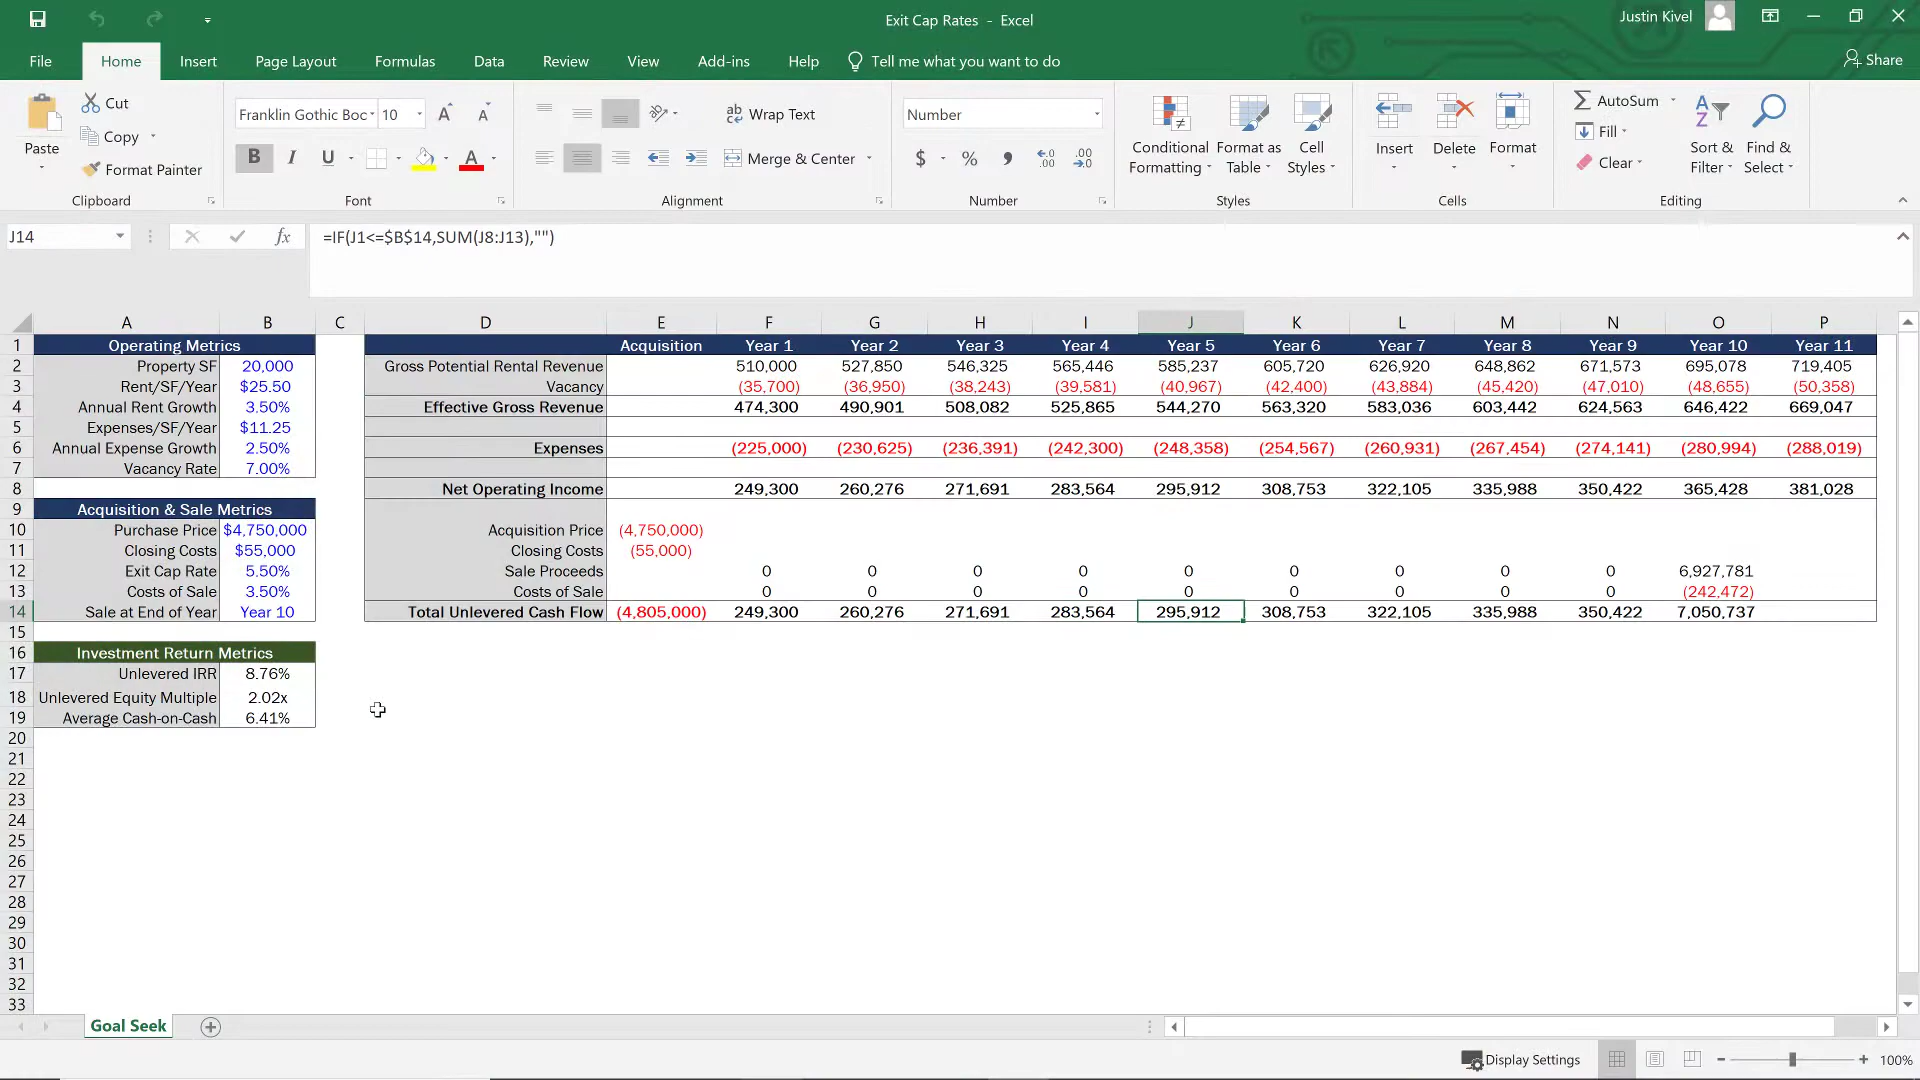 Exit Cap Rates - Excel
Justin Kivel
File Home Insert Page Layout Formulas Data Review View Add-ins Help Tell me what you want to do Share
Paste
Cut
Copy
Format Painter
Clipboard
Franklin Gothic Boc 10
B I U A
Font
ab Wrap Text
Merge & Center
Alignment
Number
$ % ,
Number
Conditional Formatting
Format as Table
Cell Styles
Styles
Insert Delete Format
Cells
AutoSum
Fill
Clear
Sort & Filter
Find & Select
Editing
J14 fx =IF(J1<=$B$14,SUM(J8:J13),"")
A B C D E F G H I J K L M N O P
1 Operating Metrics Acquisition Year 1 Year 2 Year 3 Year 4 Year 5 Year 6 Year 7 Year 8 Year 9 Year 10 Year 11
2 Property SF 20,000 Gross Potential Rental Revenue 510,000 527,850 546,325 565,446 585,237 605,720 626,920 648,862 671,573 695,078 719,405
3 Rent/SF/Year $25.50 Vacancy (35,700) (36,950) (38,243) (39,581) (40,967) (42,400) (43,884) (45,420) (47,010) (48,655) (50,358)
4 Annual Rent Growth 3.50% Effective Gross Revenue 474,300 490,901 508,082 525,865 544,270 563,320 583,036 603,442 624,563 646,422 669,047
5 Expenses/SF/Year $11.25
6 Annual Expense Growth 2.50% Expenses (225,000) (230,625) (236,391) (242,300) (248,358) (254,567) (260,931) (267,454) (274,141) (280,994) (288,019)
7 Vacancy Rate 7.00%
8 Net Operating Income 249,300 260,276 271,691 283,564 295,912 308,753 322,105 335,988 350,422 365,428 381,028
9 Acquisition & Sale Metrics
10 Purchase Price $4,750,000 Acquisition Price (4,750,000)
11 Closing Costs $55,000 Closing Costs (55,000)
12 Exit Cap Rate 5.50% Sale Proceeds 0 0 0 0 0 0 0 0 0 6,927,781
13 Costs of Sale 3.50% Costs of Sale 0 0 0 0 0 0 0 0 0 (242,472)
14 Sale at End of Year Year 10 Total Unlevered Cash Flow (4,805,000) 249,300 260,276 271,691 283,564 295,912 308,753 322,105 335,988 350,422 7,050,737
15
16 Investment Return Metrics
17 Unlevered IRR 8.76%
18 Unlevered Equity Multiple 2.02x
19 Average Cash-on-Cash 6.41%
20
21
22
23
24
25
26
27
28
29
30
31
32
33
Goal Seek
Display Settings 100%